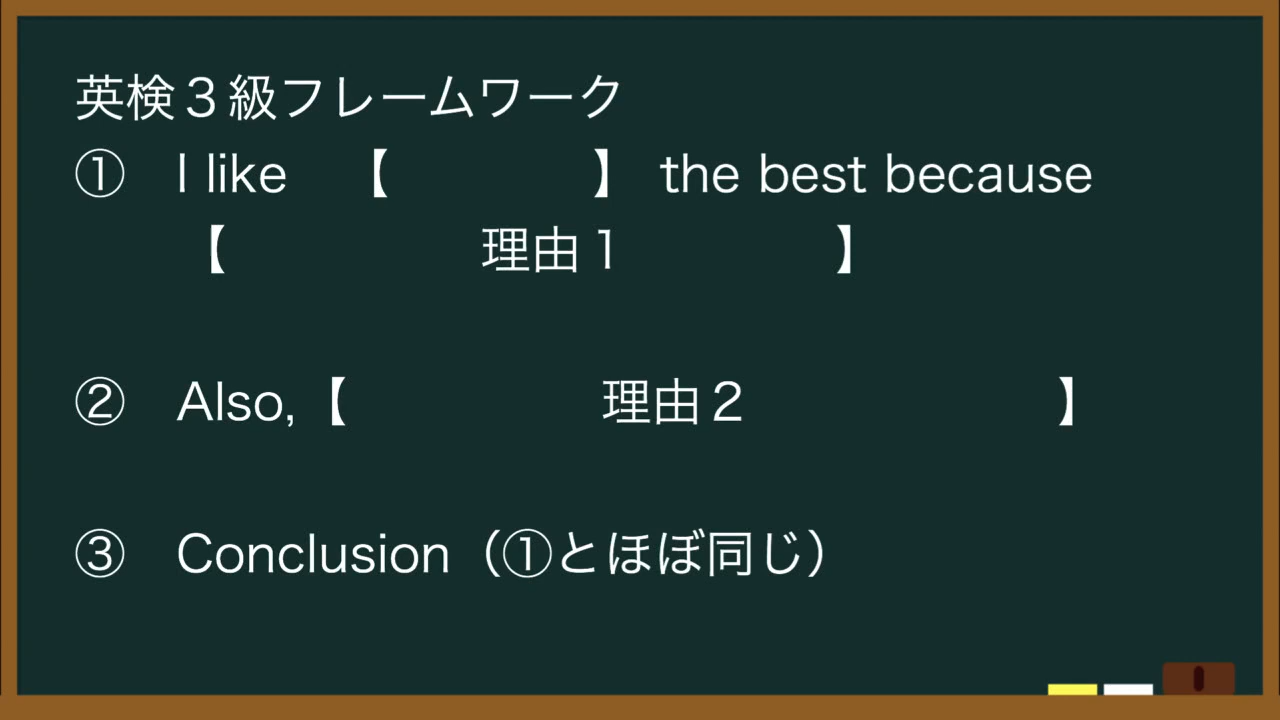 英検３級フレームワーク
①　I like　【　　　　】 the best because
【　　　　　理由１　　　　】
②　Also,【　　　　　理由２　　　　　　】
③　Conclusion（①とほぼ同じ）